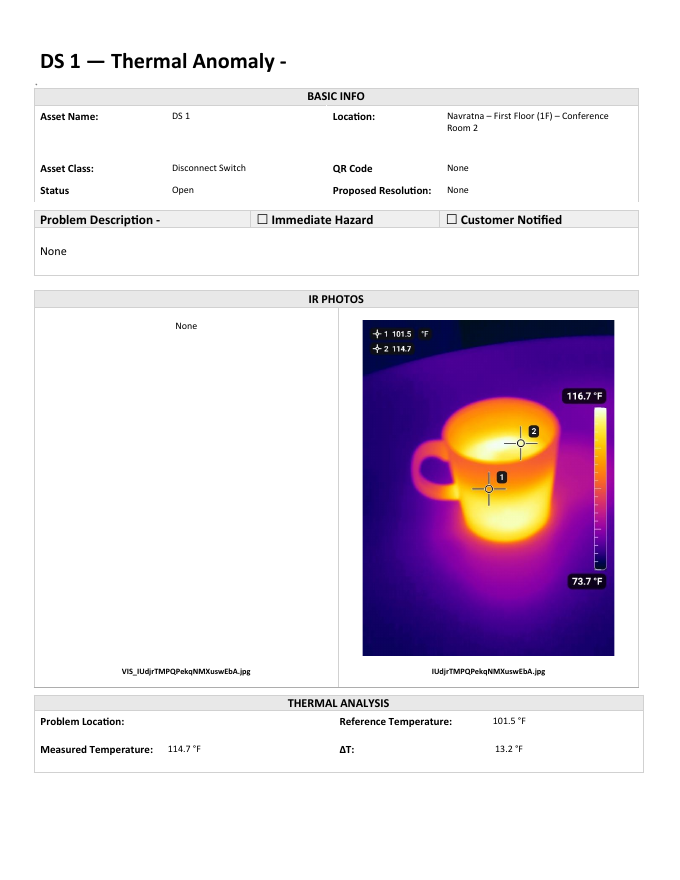 DS 1 — Thermal Anomaly -
BASIC INFO
Asset Name: DS 1 Location: Navratna – First Floor (1F) – Conference
Room 2
Asset Class: Disconnect Switch QR Code None
Status Open Proposed Resolution: None
Problem Description - ☐ Immediate Hazard ☐ Customer Notified
None
IR PHOTOS
None
1 101.5 °F
2 114.7
116.7 °F
2
1
73.7 °F
VIS_IUdjrTMPQPekqNMXuswEbA.jpg IUdjrTMPQPekqNMXuswEbA.jpg
THERMAL ANALYSIS
Problem Location: Reference Temperature: 101.5 °F
Measured Temperature: 114.7 °F ΔT: 13.2 °F